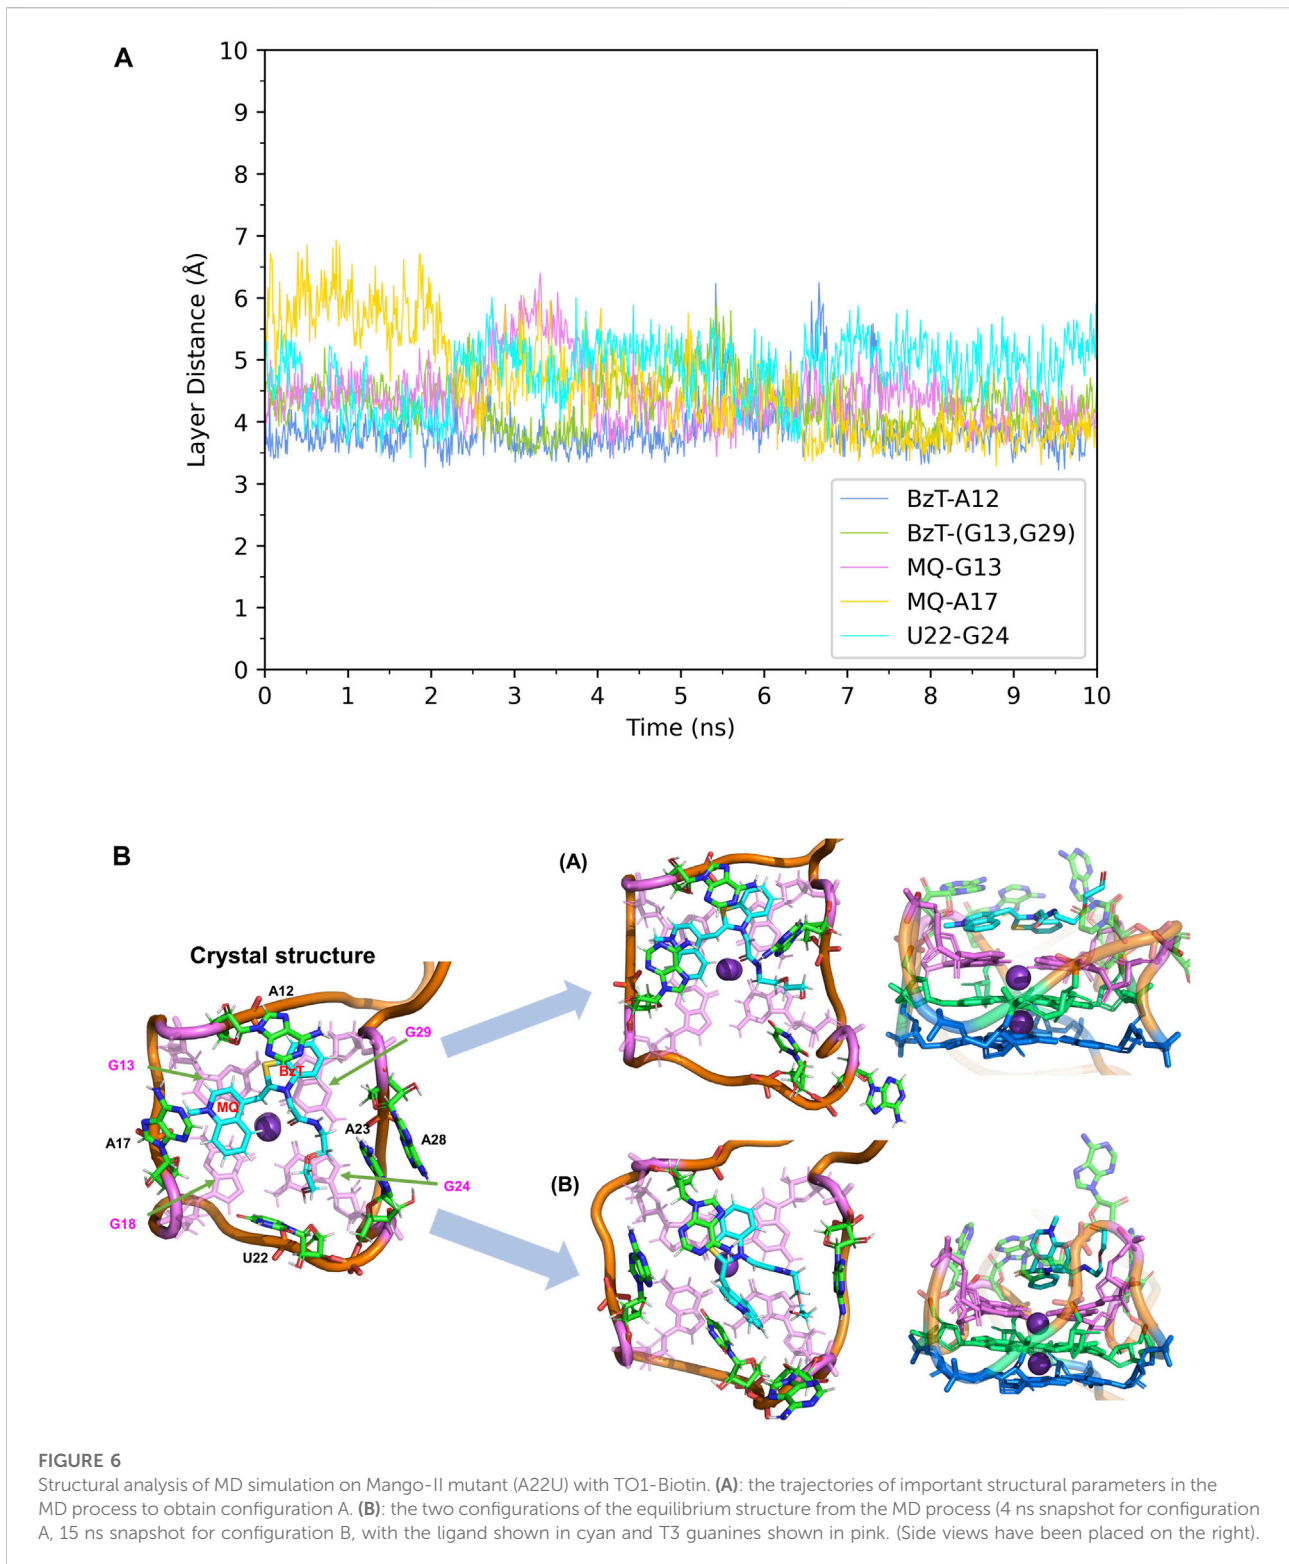 A
10
9
8
7
6
5
4
3
2
1
0
Layer Distance (Å)
BzT-A12
BzT-(G13,G29)
MQ-G13
MQ-A17
U22-G24
0 1 2 3 4 5 6 7 8 9 10
Time (ns)
B
(A)
Crystal structure
A12
G29
G13
BzT
MQ
A17
A23
A28
G24
G18
U22
(B)
FIGURE 6
Structural analysis of MD simulation on Mango-II mutant (A22U) with TO1-Biotin. (A): the trajectories of important structural parameters in the
MD process to obtain configuration A. (B): the two configurations of the equilibrium structure from the MD process (4 ns snapshot for configuration
A, 15 ns snapshot for configuration B, with the ligand shown in cyan and T3 guanines shown in pink. (Side views have been placed on the right).